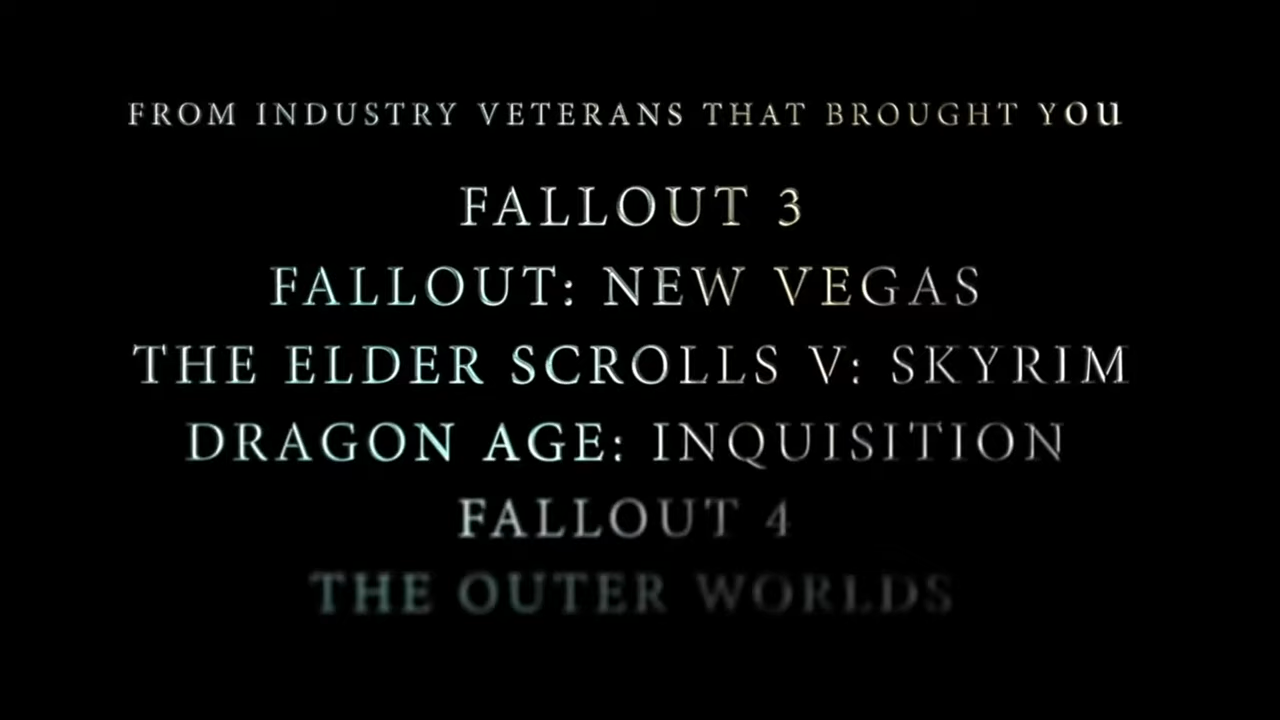 FROM INDUSTRY VETERANS THAT BROUGHT YOU
FALLOUT 3
FALLOUT: NEW VEGAS
THE ELDER SCROLLS V: SKYRIM
DRAGON AGE: INQUISITION
FALLOUT 4
THE OUTER WORLDS